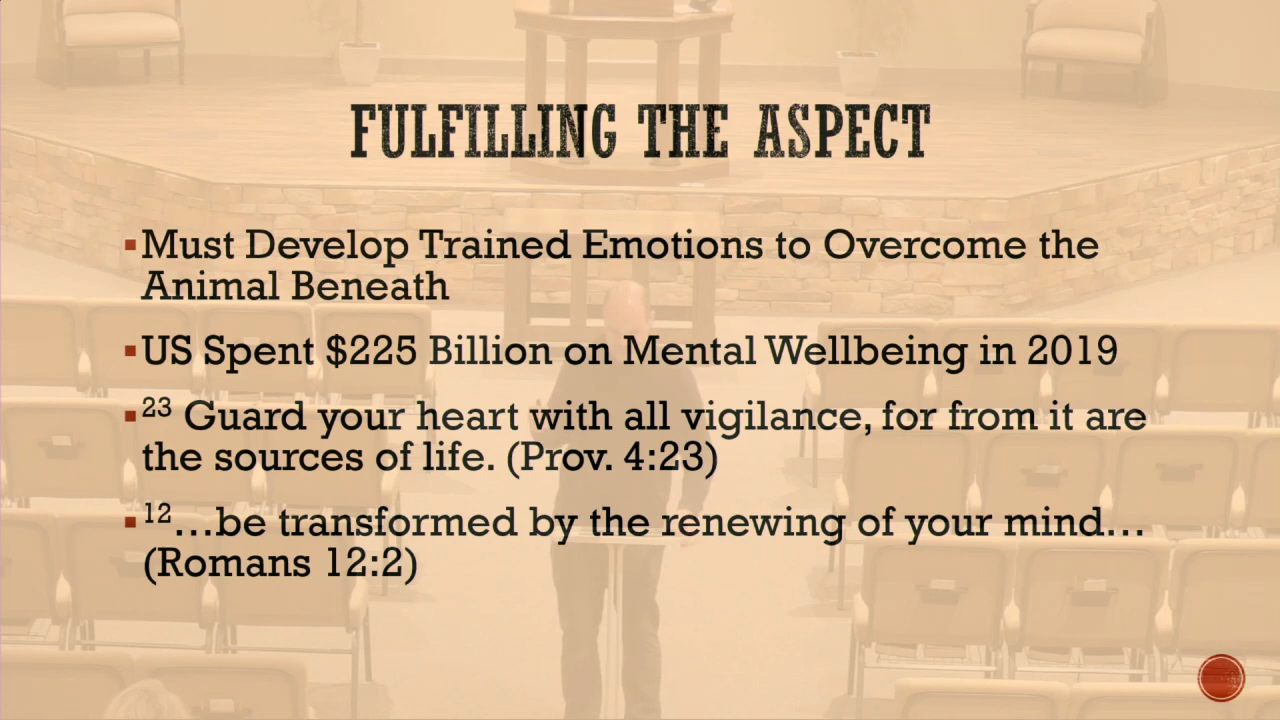 FULFILLING THE ASPECT
▪Must Develop Trained Emotions to Overcome the
Animal Beneath
▪US Spent $225 Billion on Mental Wellbeing in 2019
▪²³ Guard your heart with all vigilance, for from it are
the sources of life. (Prov. 4:23)
▪¹²…be transformed by the renewing of your mind…
(Romans 12:2)